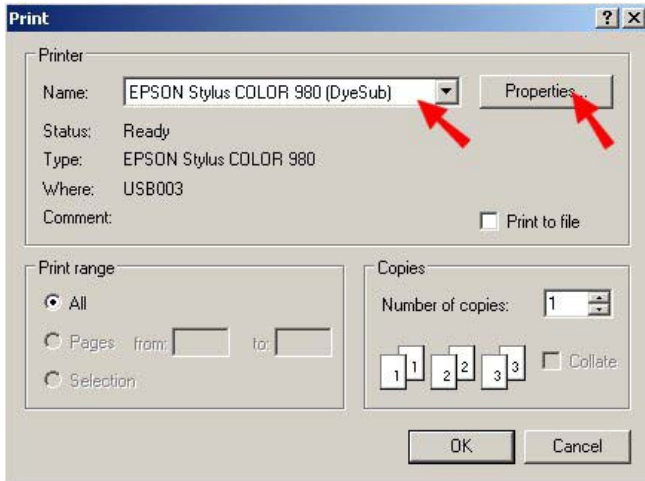 Print
Printer
Name: EPSON Stylus COLOR 980 (DyeSub) Properties...
Status: Ready
Type: EPSON Stylus COLOR 980
Where: USB003
Comment: Print to file
Print range
All
Pages from: to:
Selection
Copies
Number of copies: 1
1 1 2 2 3 3 Collate
OK Cancel